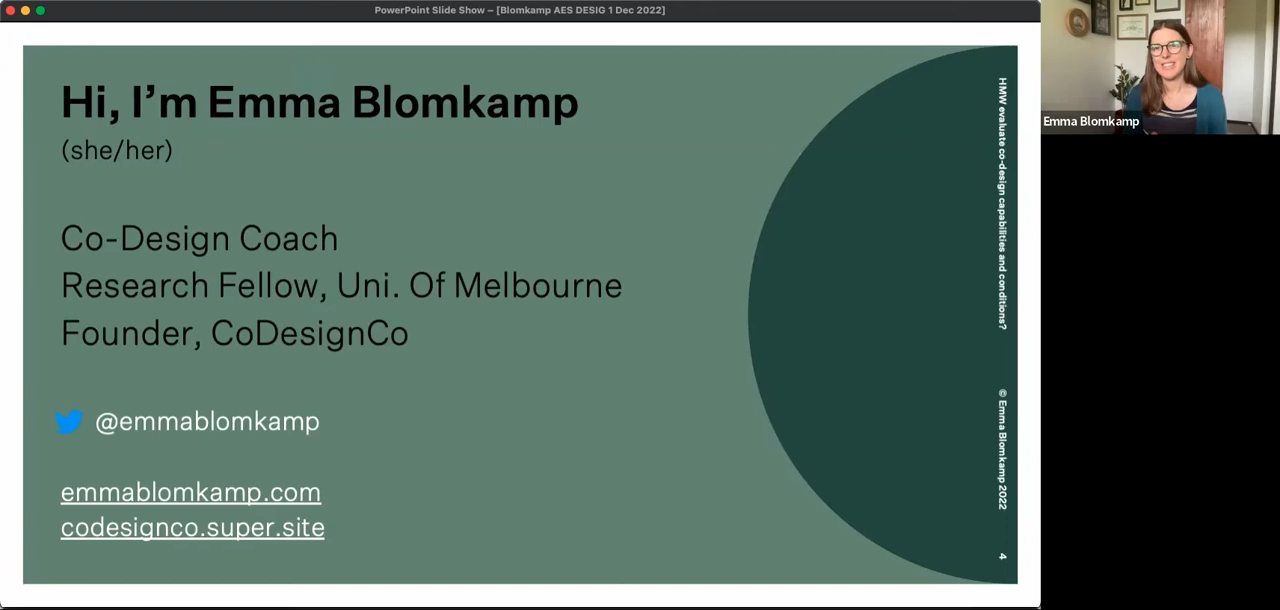 PowerPoint Slide Show – [Blomkamp AES DESIG 1 Dec 2022]
Hi, I’m Emma Blomkamp
(she/her)
Co-Design Coach
Research Fellow, Uni. Of Melbourne
Founder, CoDesignCo
@emmablomkamp
emmablomkamp.com
codesignco.super.site
HMW evaluate co-design capabilities and conditions?
© Emma Blomkamp 2022
4
Emma Blomkamp